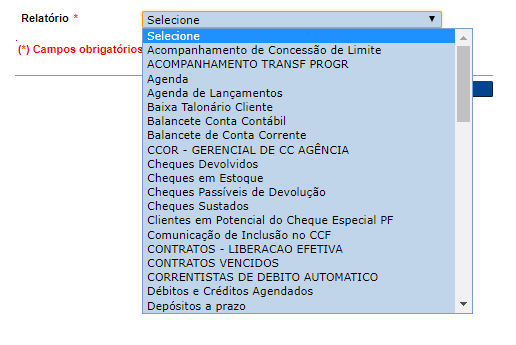 Relatório *
Selecione
(*) Campos obrigatórios
Selecione
Acompanhamento de Concessão de Limite
ACOMPANHAMENTO TRANSF PROGR
Agenda
Agenda de Lançamentos
Baixa Talonário Cliente
Balancete Conta Contábil
Balancete de Conta Corrente
CCOR - GERENCIAL DE CC AGÊNCIA
Cheques Devolvidos
Cheques em Estoque
Cheques Passíveis de Devolução
Cheques Sustados
Clientes em Potencial do Cheque Especial PF
Comunicação de Inclusão no CCF
CONTRATOS - LIBERACAO EFETIVA
CONTRATOS VENCIDOS
CORRENTISTAS DE DEBITO AUTOMATICO
Débitos e Créditos Agendados
Depósitos a prazo